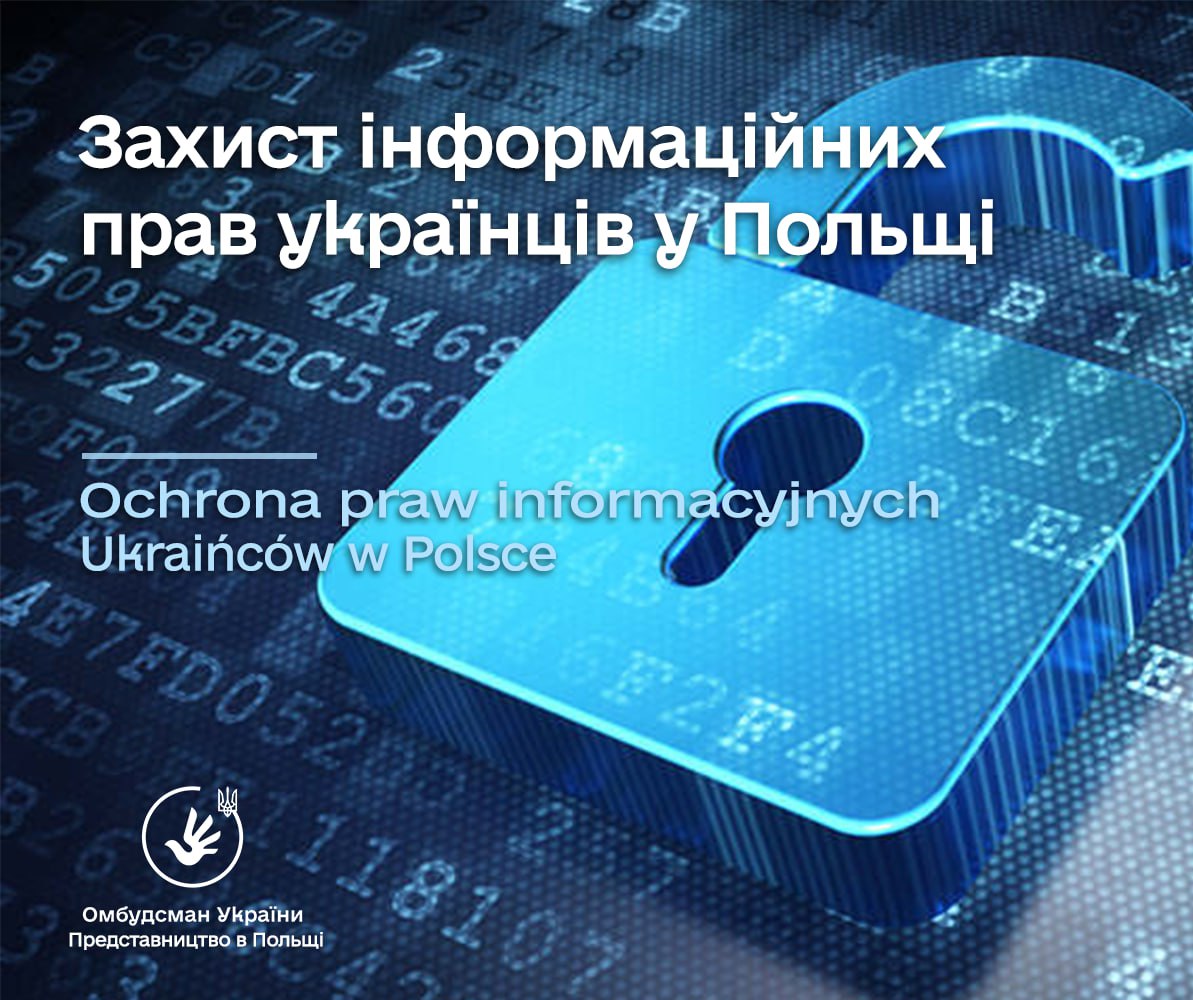 Захист інформаційних
прав українців у Польщі
Ochrona praw informacyjnych
Ukraińców w Polsce
Омбудсман України
Представництво в Польщі